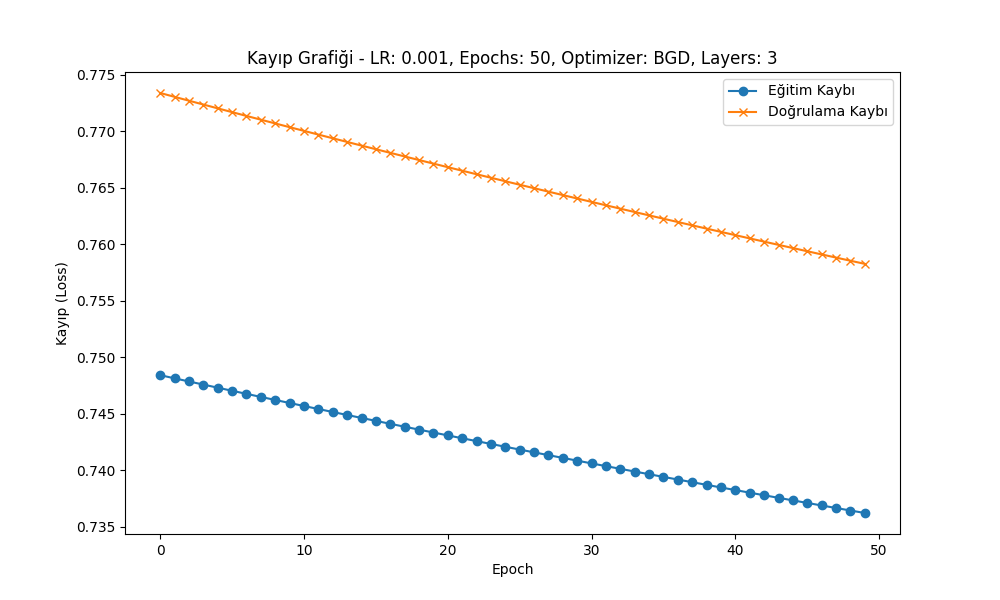 Kayıp Grafiği - LR: 0.001, Epochs: 50, Optimizer: BGD, Layers: 3
Eğitim Kaybı
Doğrulama Kaybı
Kayıp (Loss)
0.775
0.770
0.765
0.760
0.755
0.750
0.745
0.740
0.735
0 10 20 30 40 50
Epoch